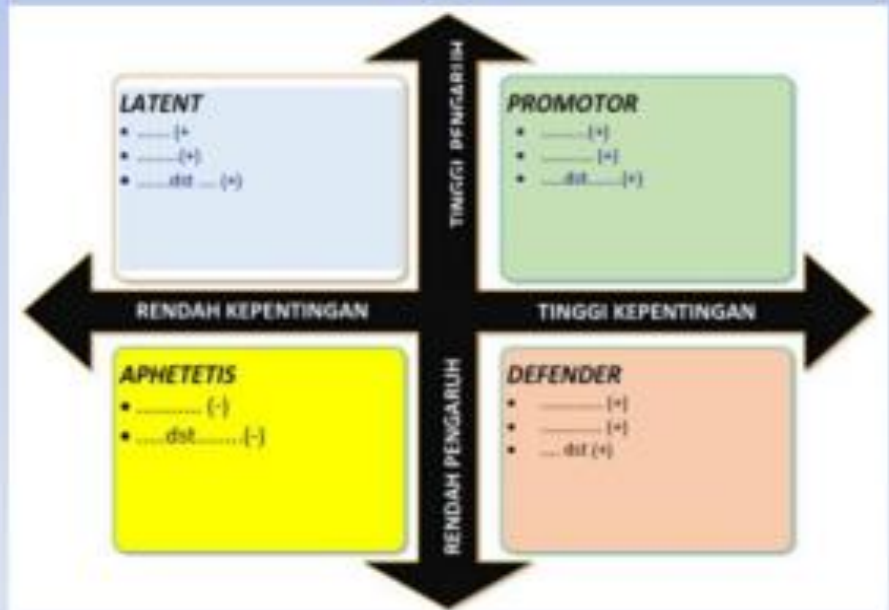 TINGGI PENGARUH
LATENT
• ...... (+
• ........(+)
• ......dst .... (+)
PROMOTOR
• .........(+)
• .......... (+)
• ....dst.......(+)
RENDAH KEPENTINGAN
TINGGI KEPENTINGAN
APHETETIS
• ........... (-)
• .....dst.........(-)
DEFENDER
• ............ (+)
• ............ (+)
• .... dst (+)
RENDAH PENGARUH